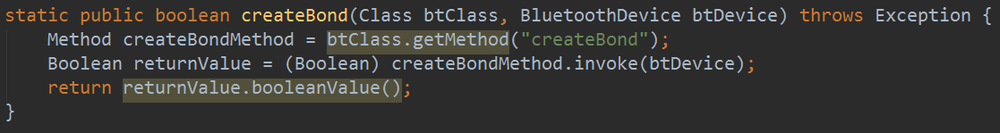 static public boolean createBond(Class btClass, BluetoothDevice btDevice) throws Exception {
    Method createBondMethod = btClass.getMethod("createBond");
    Boolean returnValue = (Boolean) createBondMethod.invoke(btDevice);
    return returnValue.booleanValue();
}